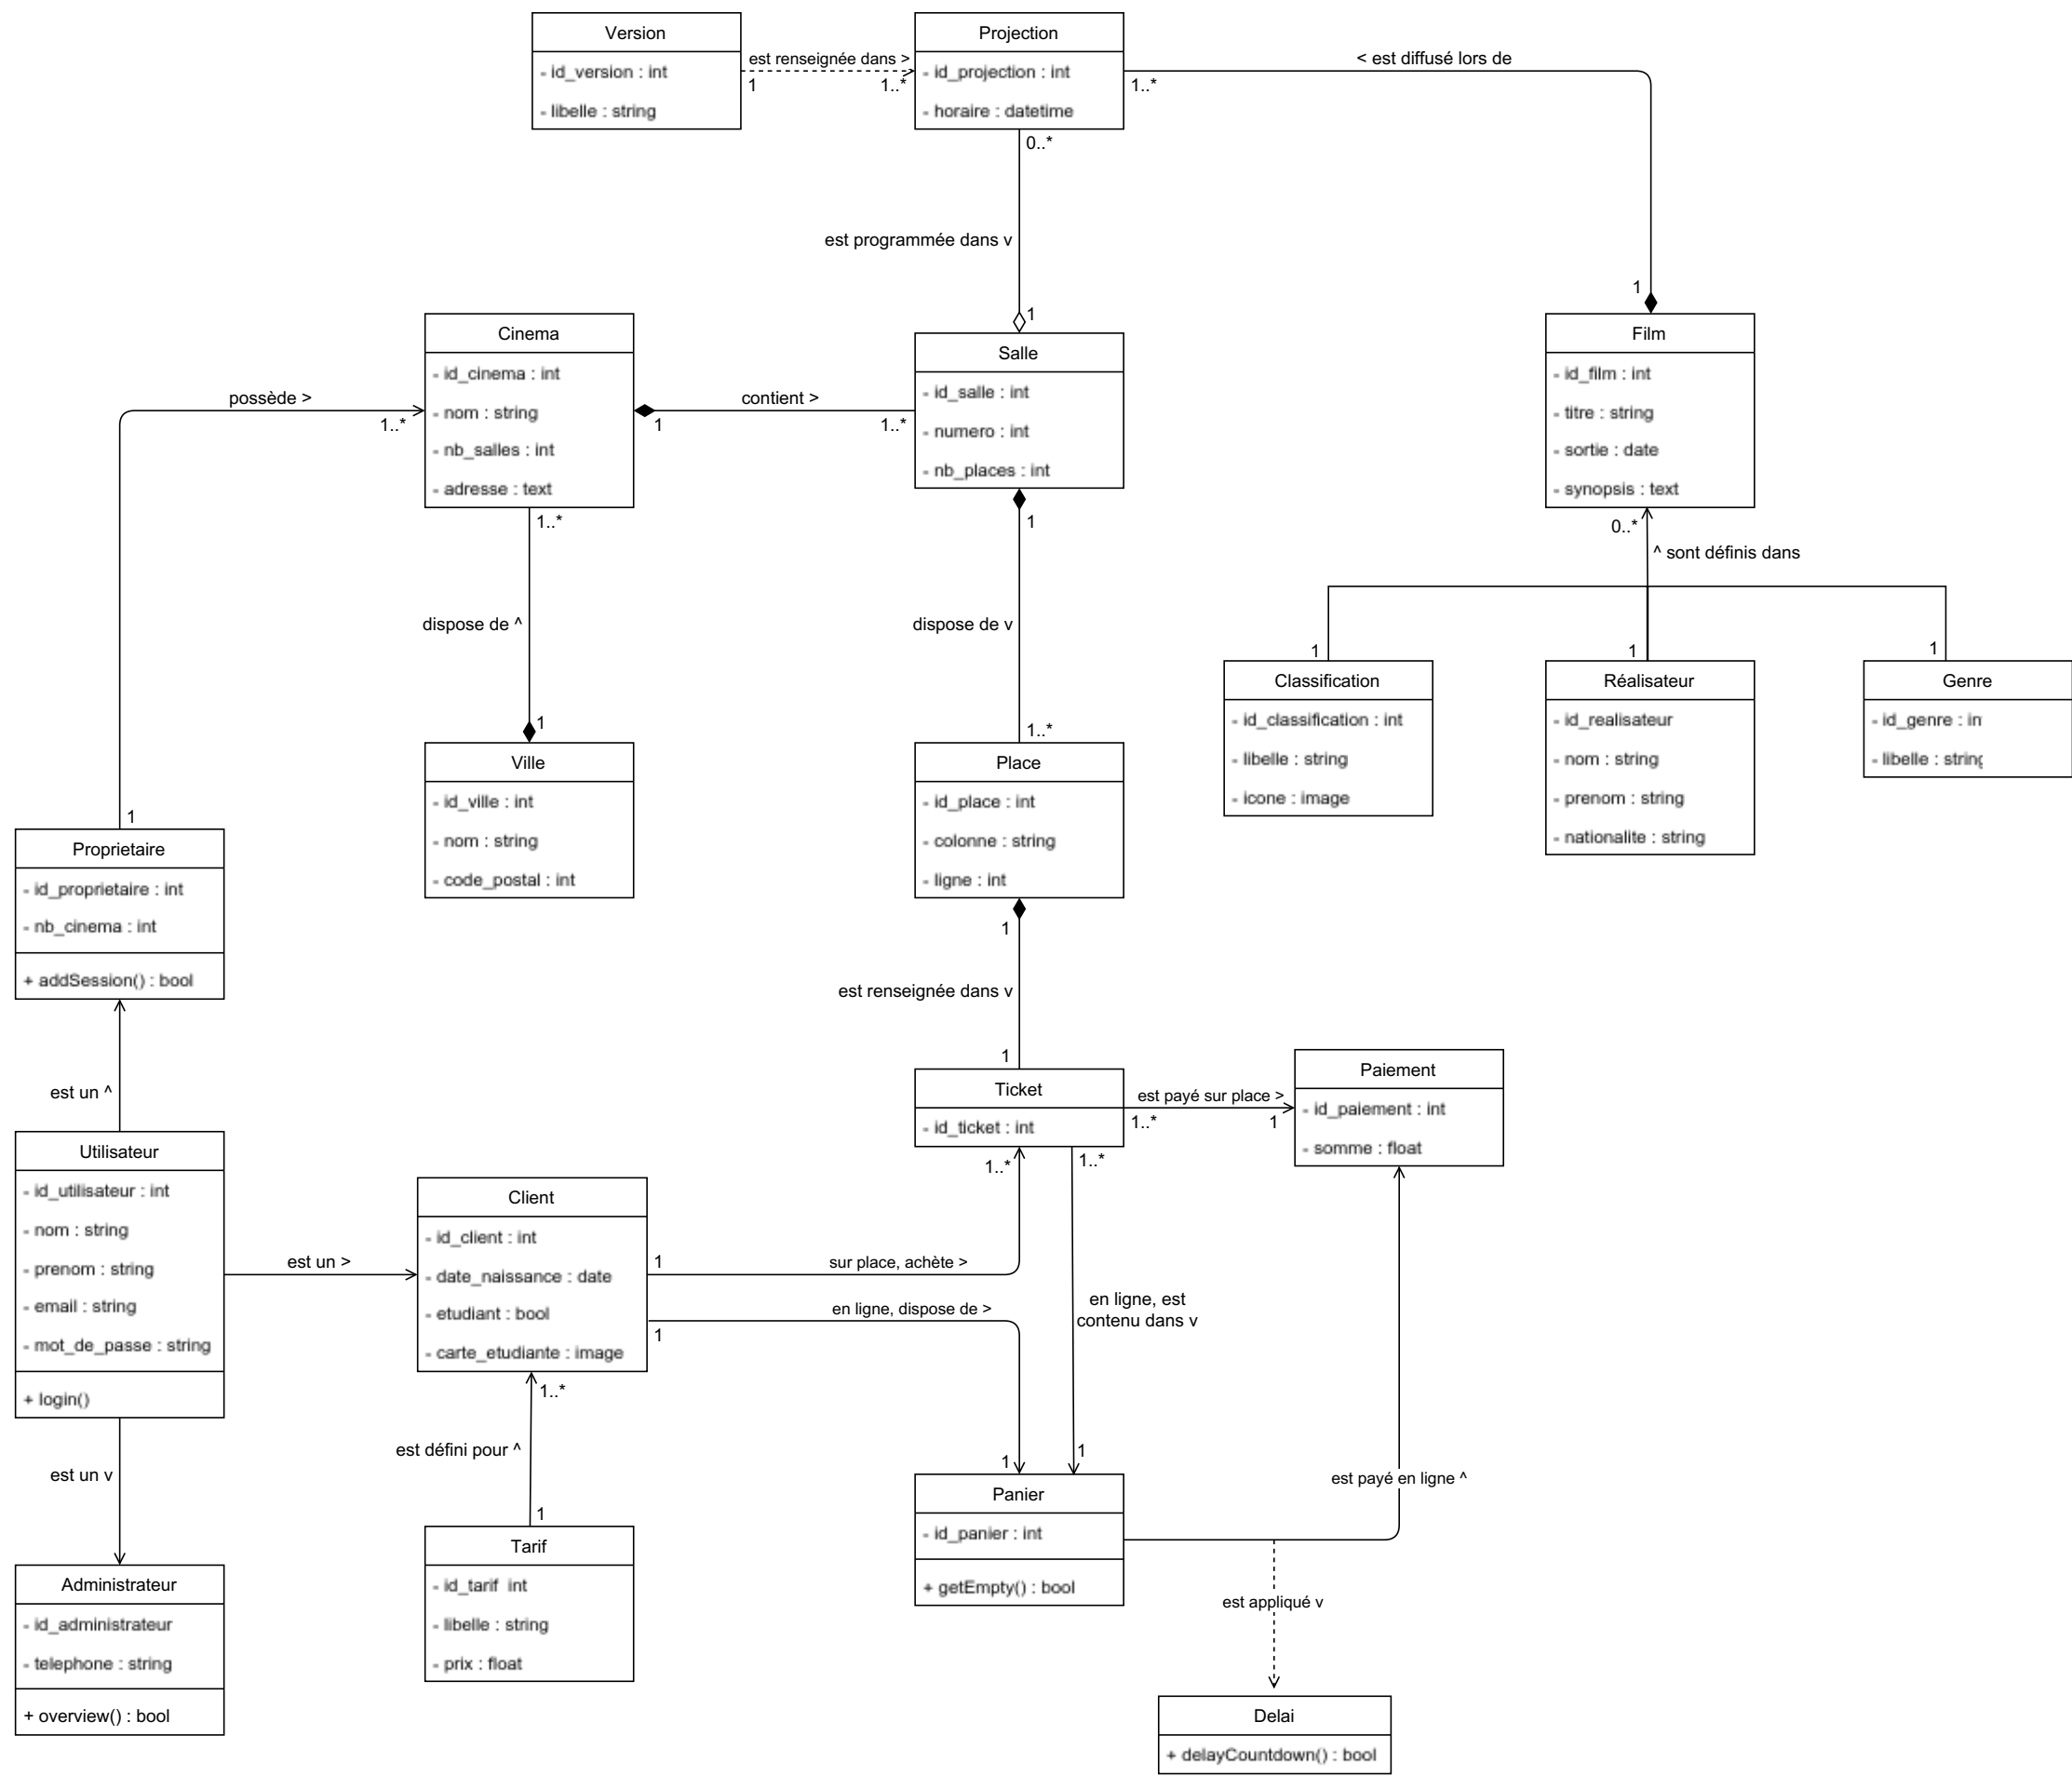 Version
- id_version : int
- libelle : string
est renseignée dans >
1
1..*
Projection
- id_projection : int
- horaire : datetime
1..*
< est diffusé lors de
0..*
est programmée dans v
1
1
Cinema
- id_cinema : int
- nom : string
- nb_salles : int
- adresse : text
possède >
1..*
contient >
1
1..*
Salle
- id_salle : int
- numero : int
- nb_places : int
Film
- id_film : int
- titre : string
- sortie : date
- synopsis : text
1..*
1
0..*
^ sont définis dans
dispose de ^
dispose de v
1
1..*
1
1
1
Classification
- id_classification : int
- libelle : string
- icone : image
Réalisateur
- id_realisateur
- nom : string
- prenom : string
- nationalite : string
Genre
- id_genre : in
- libelle : string
Ville
- id_ville : int
- nom : string
- code_postal : int
Place
- id_place : int
- colonne : string
- ligne : int
1
Proprietaire
- id_proprietaire : int
- nb_cinema : int
+ addSession() : bool
1
est renseignée dans v
1
est un ^
Ticket
- id_ticket : int
est payé sur place >
1..*
1
Paiement
- id_paiement : int
- somme : float
1..*
1..*
Utilisateur
- id_utilisateur : int
- nom : string
- prenom : string
- email : string
- mot_de_passe : string
+ login()
est un >
Client
- id_client : int
- date_naissance : date
- etudiant : bool
- carte_etudiante : image
1
sur place, achète >
1
en ligne, dispose de >
en ligne, est
contenu dans v
1..*
est défini pour ^
1
est un v
1
1
est payé en ligne ^
Tarif
- id_tarif int
- libelle : string
- prix : float
Panier
- id_panier : int
+ getEmpty() : bool
est appliqué v
Administrateur
- id_administrateur
- telephone : string
+ overview() : bool
Delai
+ delayCountdown() : bool